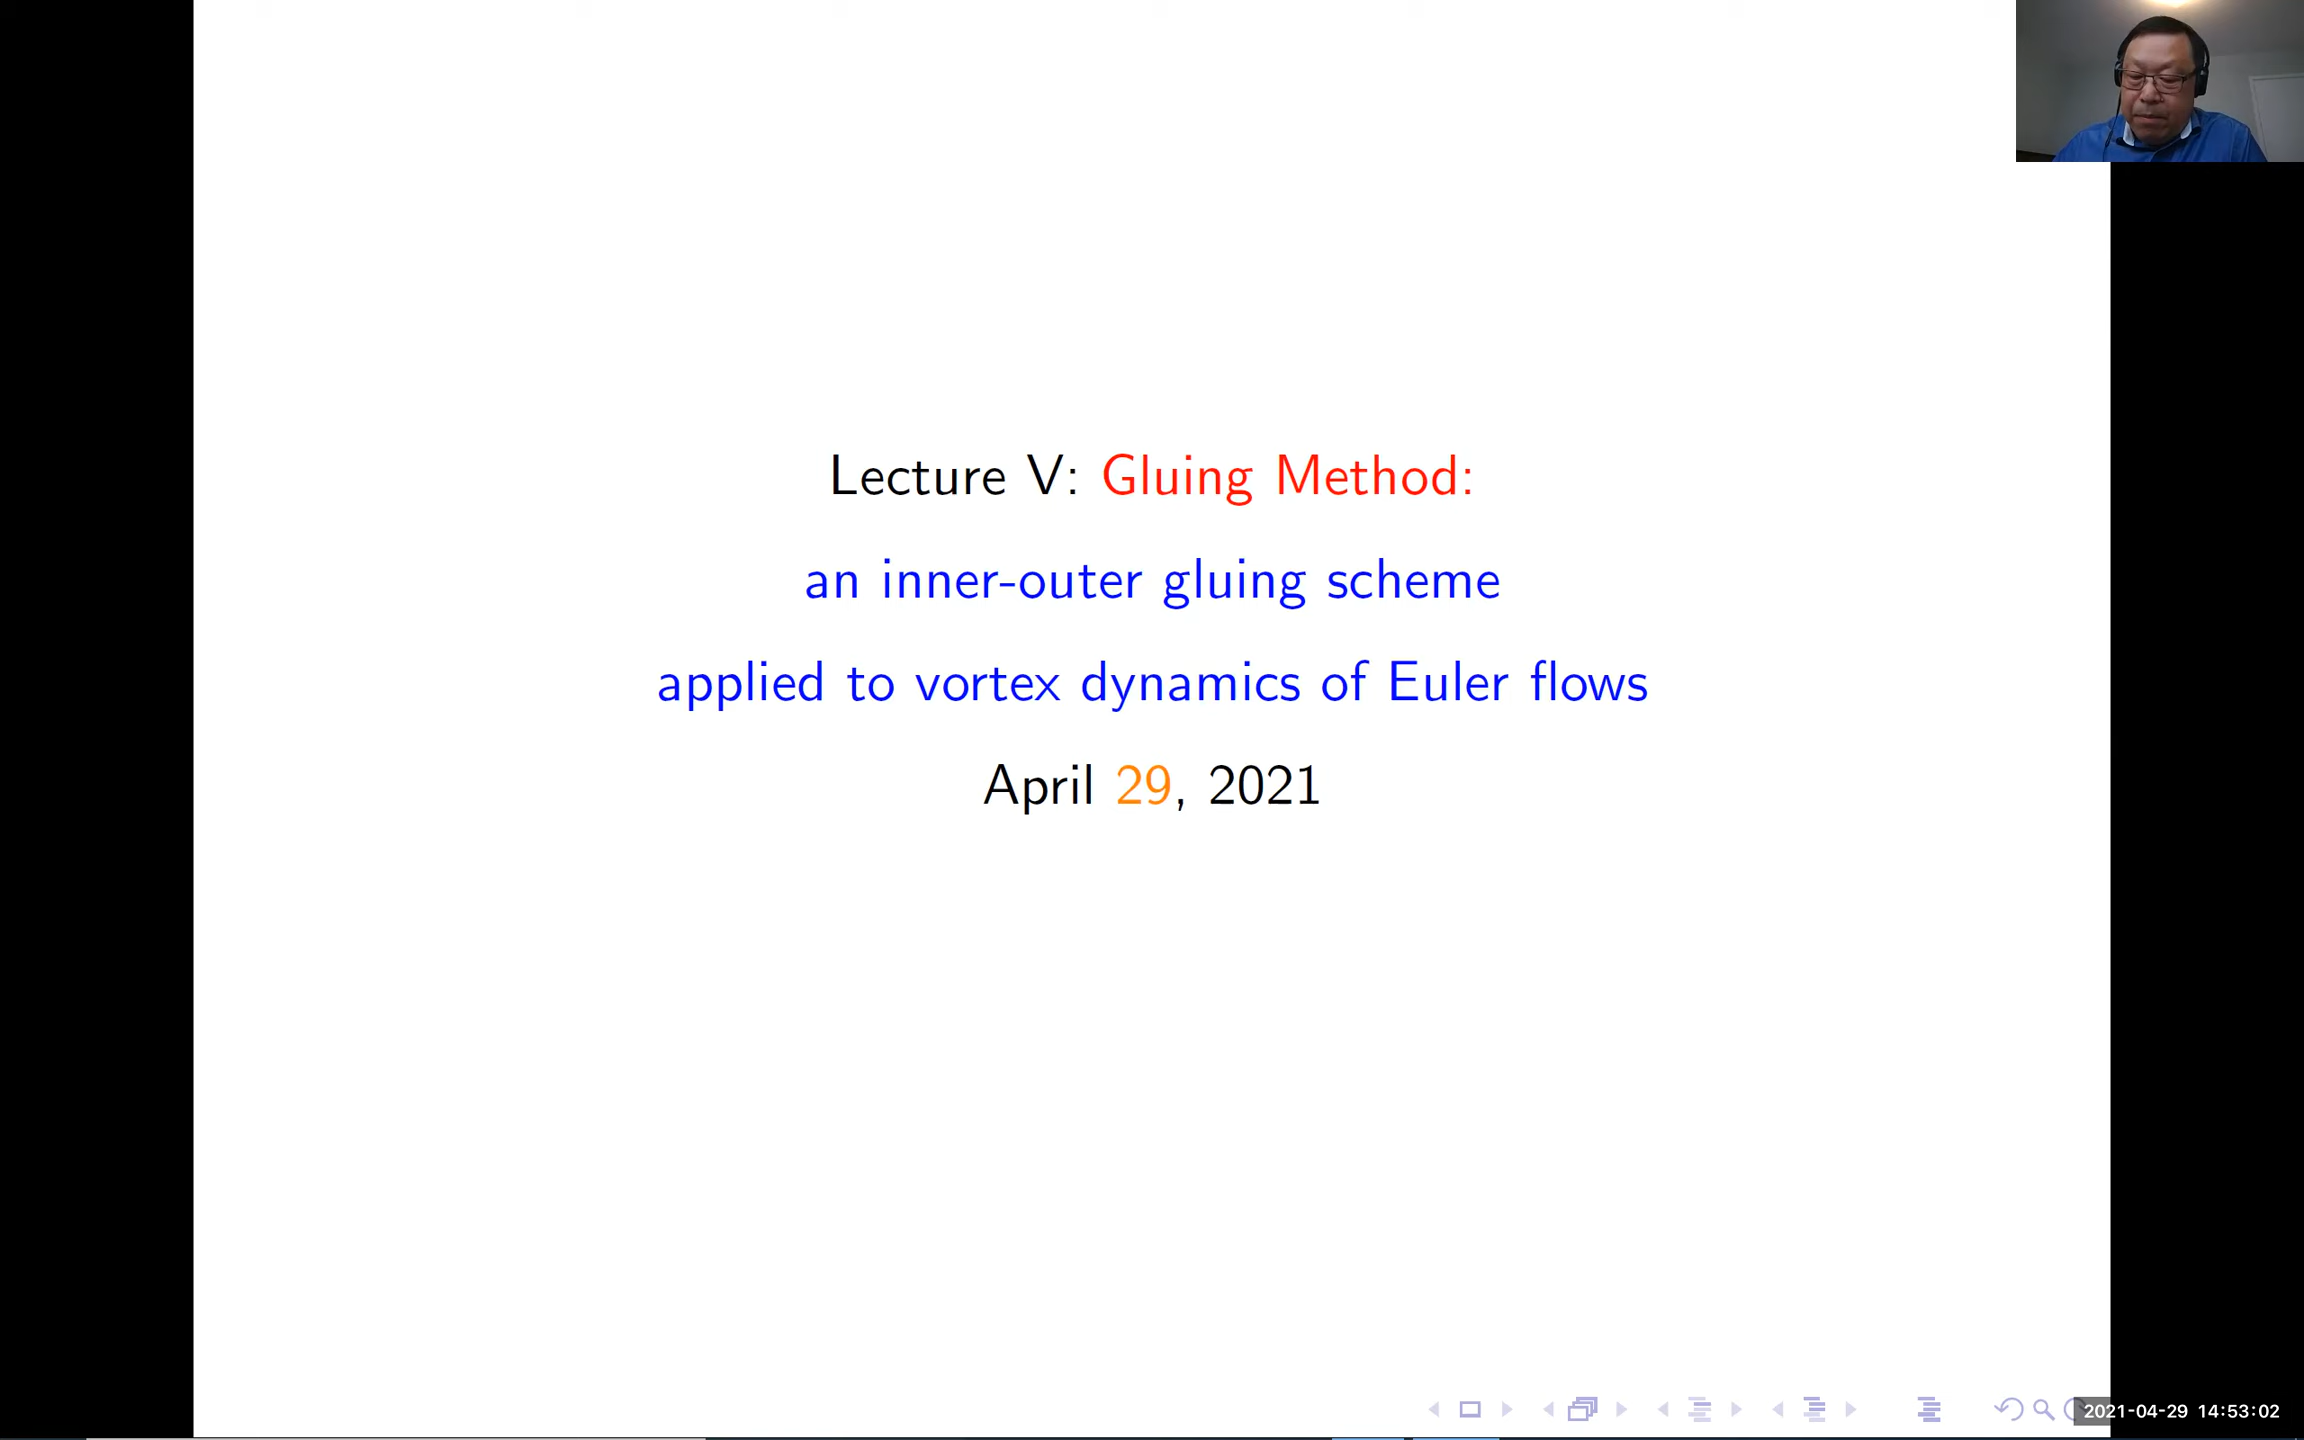 Lecture V: Gluing Method:
an inner-outer gluing scheme
applied to vortex dynamics of Euler flows
April 29, 2021
2021-04-29 14:53:02